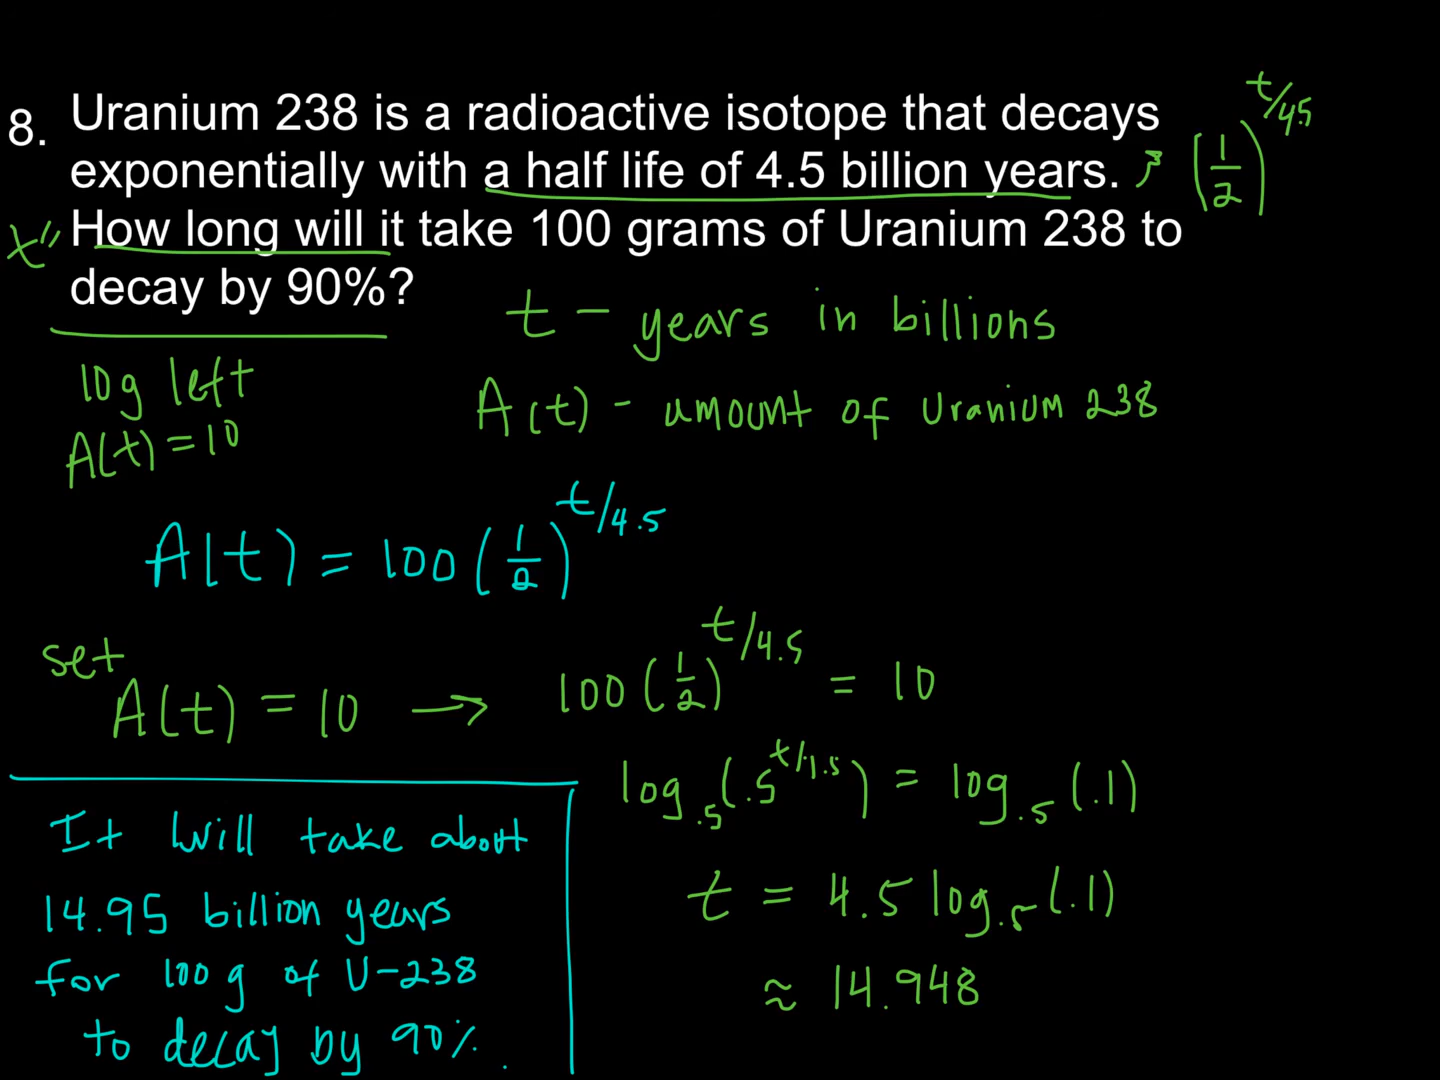 8. Uranium 238 is a radioactive isotope that decays
exponentially with a half life of 4.5 billion years. } (1/2)^t/4.5
"t" How long will it take 100 grams of Uranium 238 to
decay by 90%?
t – years in billions
10g left
A(t) - amount of Uranium 238
A(t) = 10
A(t) = 100 (1/2)^t/4.5
set
A(t) = 10 → 100 (1/2)^t/4.5 = 10
log.5(.5^t/4.5) = log.5(.1)
t = 4.5 log.5(.1)
≈ 14.948
It will take about
14.95 billion years
for 100 g of U-238
to decay by 90%.